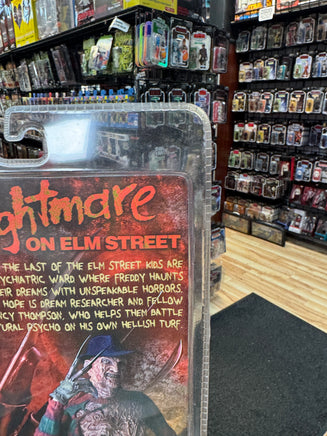 ghtmare
ON ELM STREET
THE LAST OF THE ELM STREET KIDS ARE
YCHIATRIC WARD WHERE FREDDY HAUNTS
EIR DREAMS WITH UNSPEAKABLE HORRORS.
HOPE IS DREAM RESEARCHER AND FELLOW
NCY THOMPSON, WHO HELPS THEM BATTLE
TURAL PSYCHO ON HIS OWN HELLISH TURF.